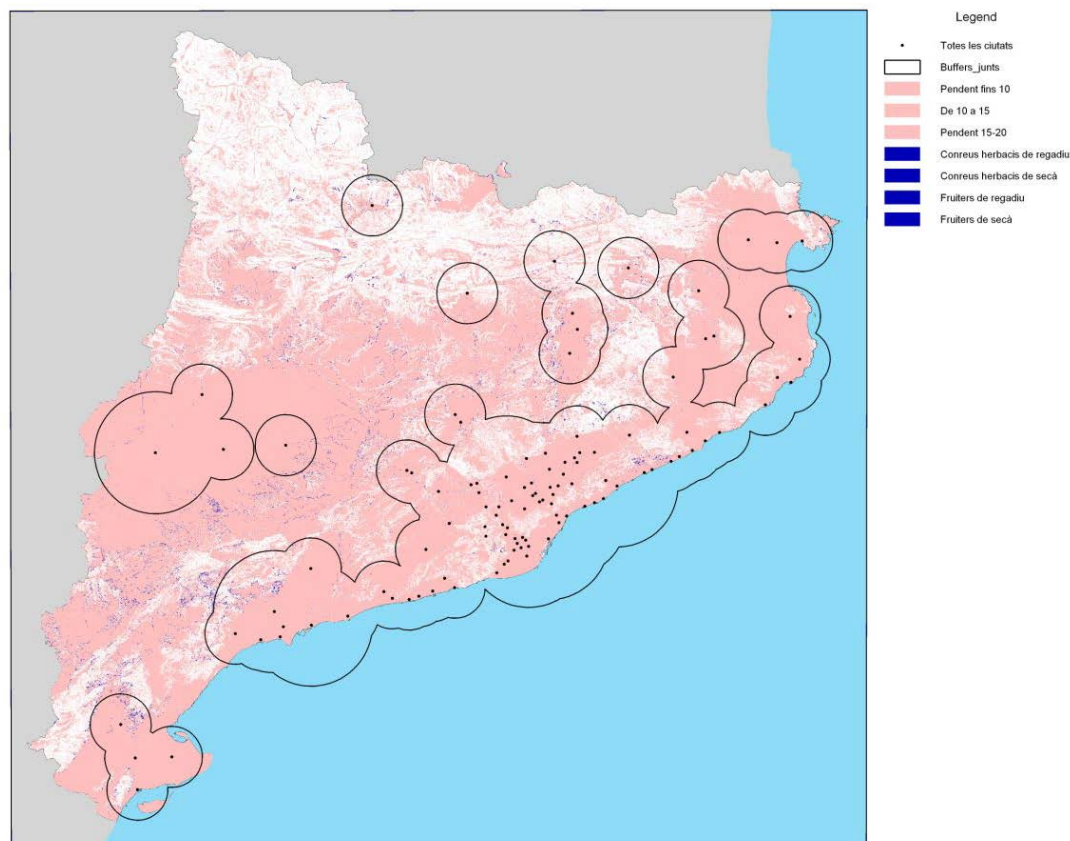 Legend
Totes les ciutats
Buffers_junts
Pendent fins 10
De 10 a 15
Pendent 15-20
Conreus herbacis de regadiu
Conreus herbacis de secà
Fruiters de regadiu
Fruiters de secà